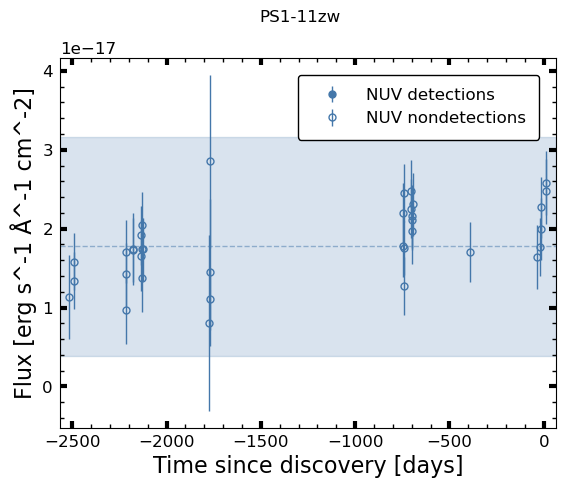 PS1-11zw
1e−17
4
3
2
1
0
Flux [erg s^-1 Å^-1 cm^-2]
NUV detections
NUV nondetections
−2500 −2000 −1500 −1000 −500 0
Time since discovery [days]